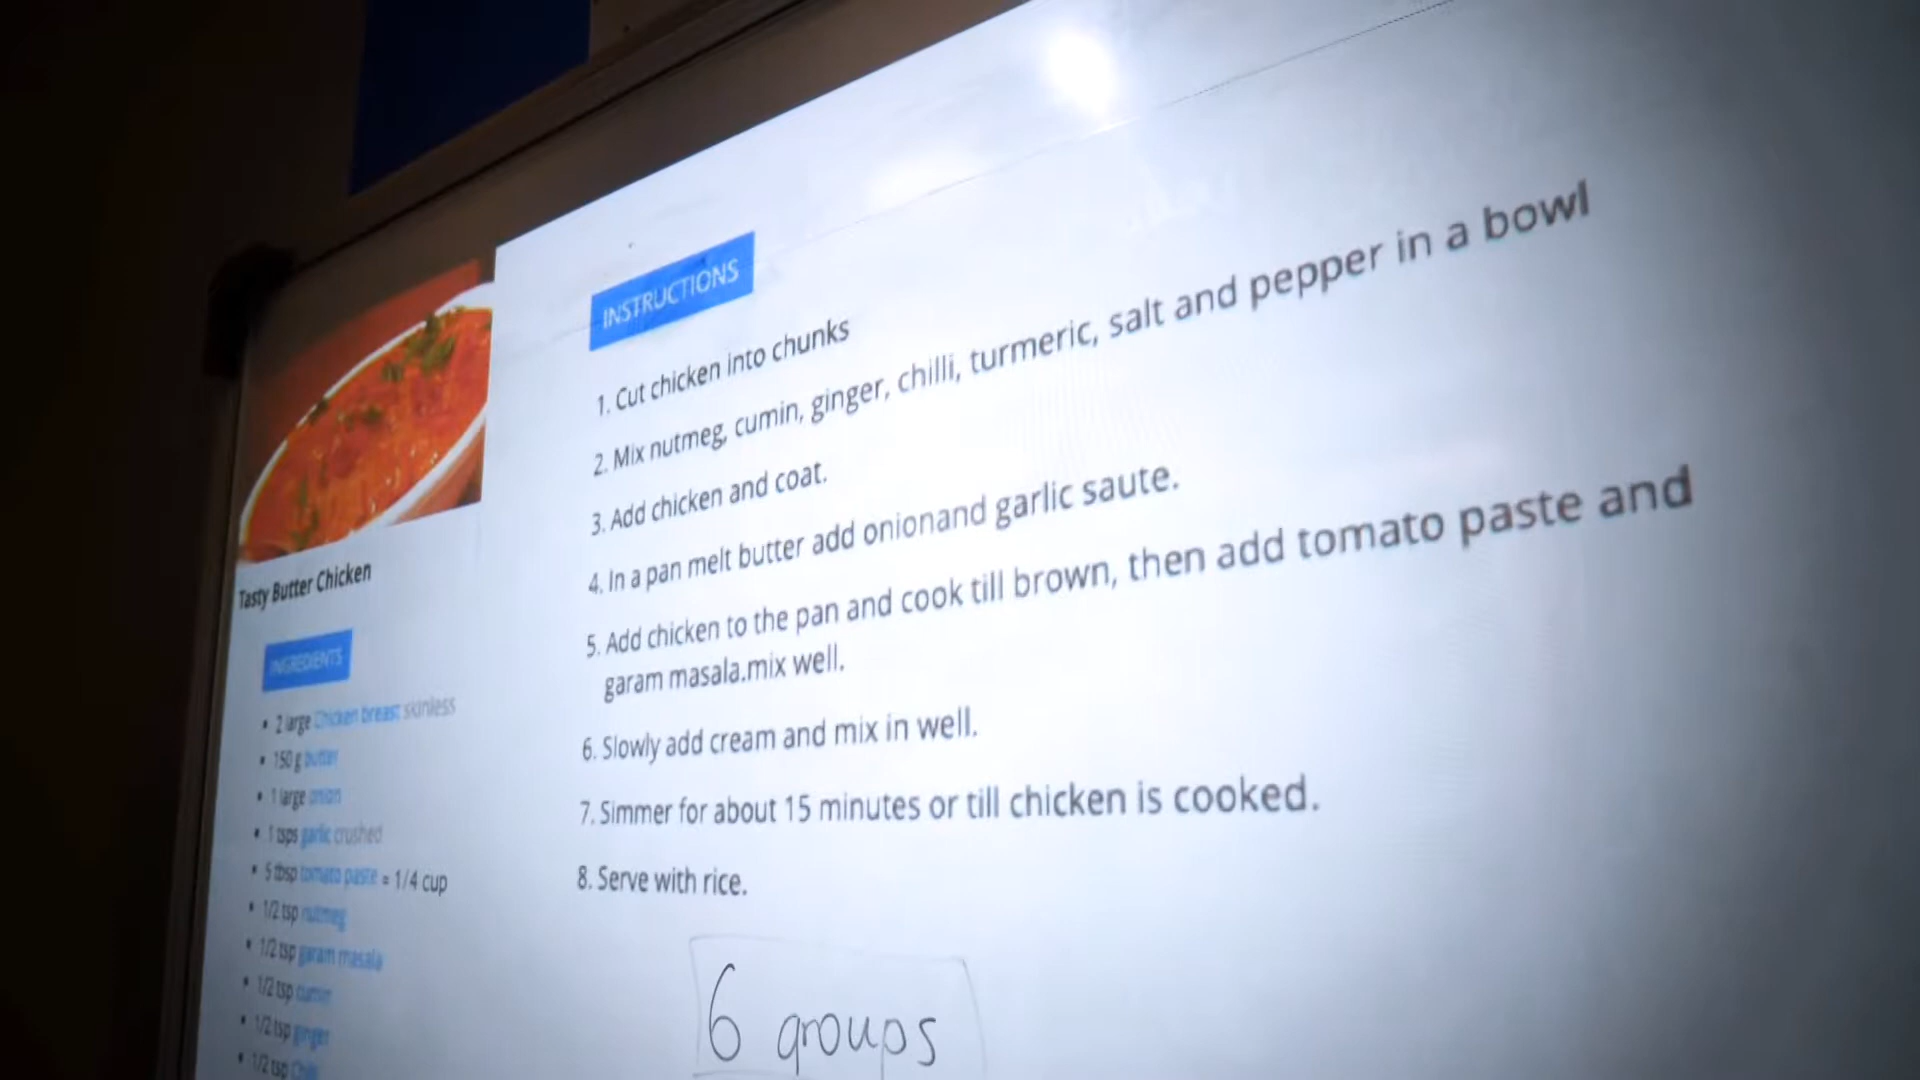 Tasty Butter Chicken
INGREDIENTS
2 large Chicken breast skinless
150 g butter
1 large onion
1 tsps garlic crushed
5 tbsp tomato paste = 1/4 cup
1/2 tsp nutmeg
1/2 tsp garam masala
1/2 tsp cumin
1/2 tsp ginger
1/2 tsp Chilli
INSTRUCTIONS
1. Cut chicken into chunks
2. Mix nutmeg, cumin, ginger, chilli, turmeric, salt and pepper in a bowl
3. Add chicken and coat.
4. In a pan melt butter add onionand garlic saute.
5. Add chicken to the pan and cook till brown, then add tomato paste and
garam masala.mix well.
6. Slowly add cream and mix in well.
7. Simmer for about 15 minutes or till chicken is cooked.
8. Serve with rice.
6 groups